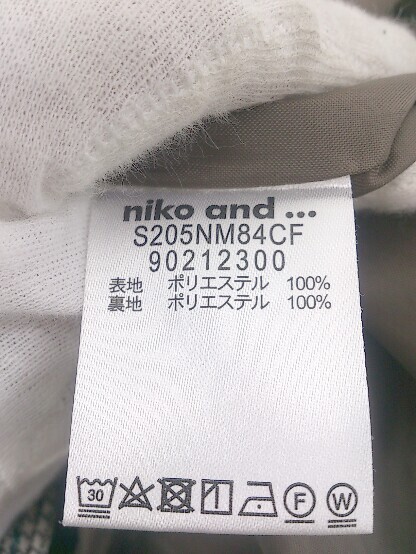 niko and ...
S205NM84CF
90212300
表地 ポリエステル 100%
裏地 ポリエステル 100%
30 F W